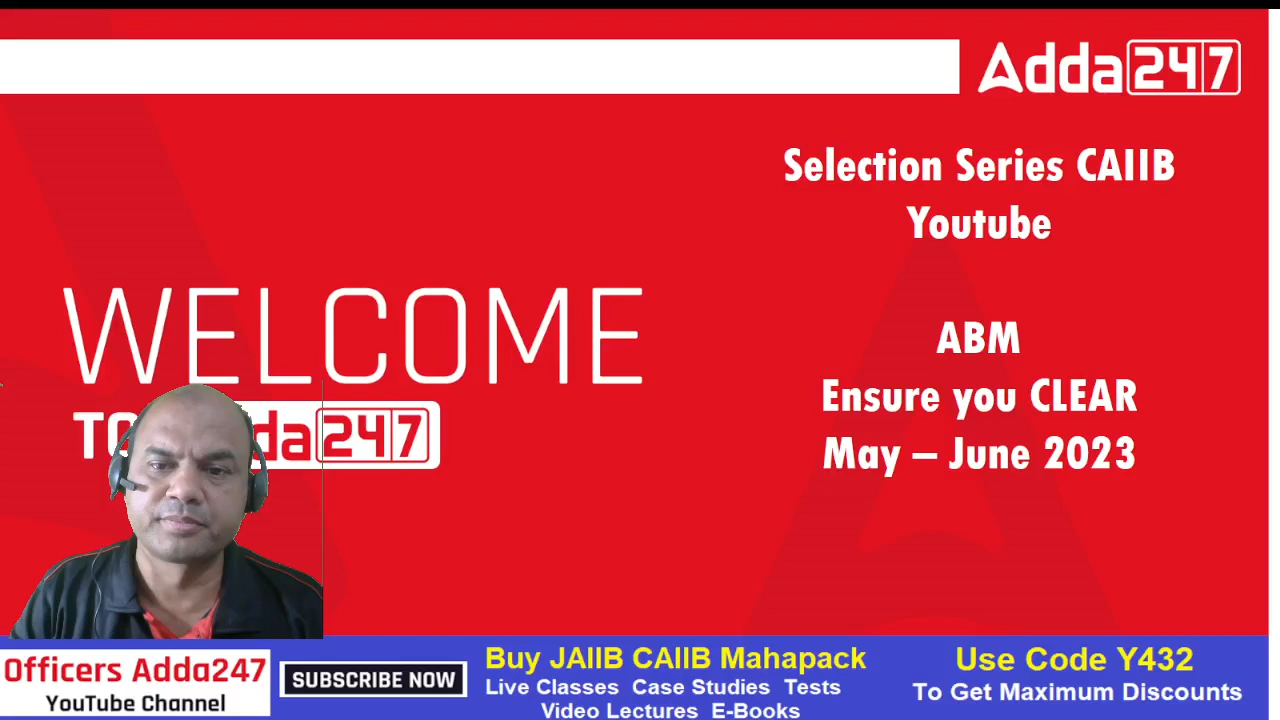 Adda247
Selection Series CAIIB
Youtube
ABM
Ensure you CLEAR
May – June 2023
WELCOME
TO Adda247
Officers Adda247
YouTube Channel
SUBSCRIBE NOW
Buy JAIIB CAIIB Mahapack
Live Classes Case Studies Tests
Video Lectures E-Books
Use Code Y432
To Get Maximum Discounts